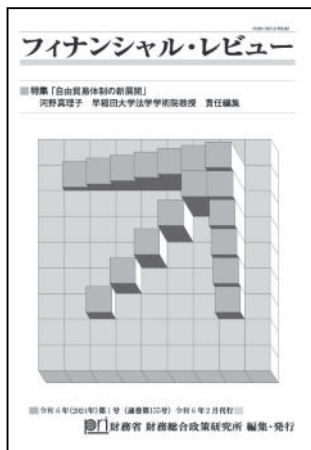 フィナンシャル・レビュー
特集「自由貿易体制の新展開」
河野真理子　早稲田大学法学学術院教授　責任編集
令和6年(2024年)第1号（通巻第155号）令和6年2月刊行
pri 財務省 財務総合政策研究所 編集・発行